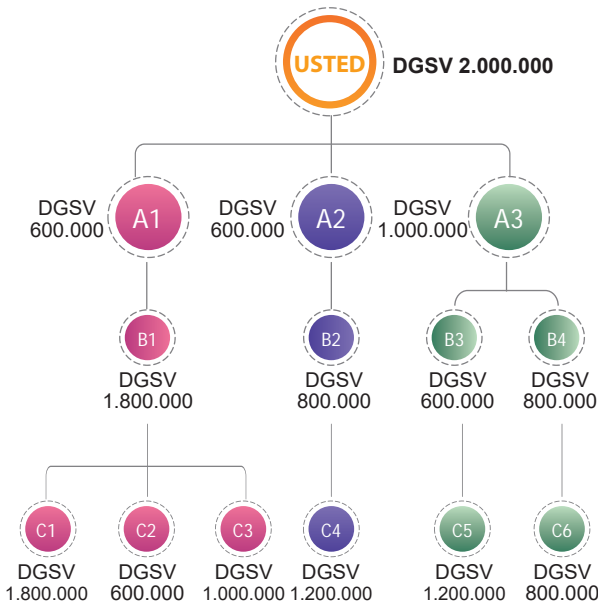 USTED
DGSV 2.000.000
DGSV
600.000
A1
DGSV
600.000
A2
DGSV
1.000.000
A3
B1
B2
B3
B4
DGSV
1.800.000
DGSV
800.000
DGSV
600.000
DGSV
800.000
C1
C2
C3
C4
C5
C6
DGSV
1.800.000
DGSV
600.000
DGSV
1.000.000
DGSV
1.200.000
DGSV
1.200.000
DGSV
800.000